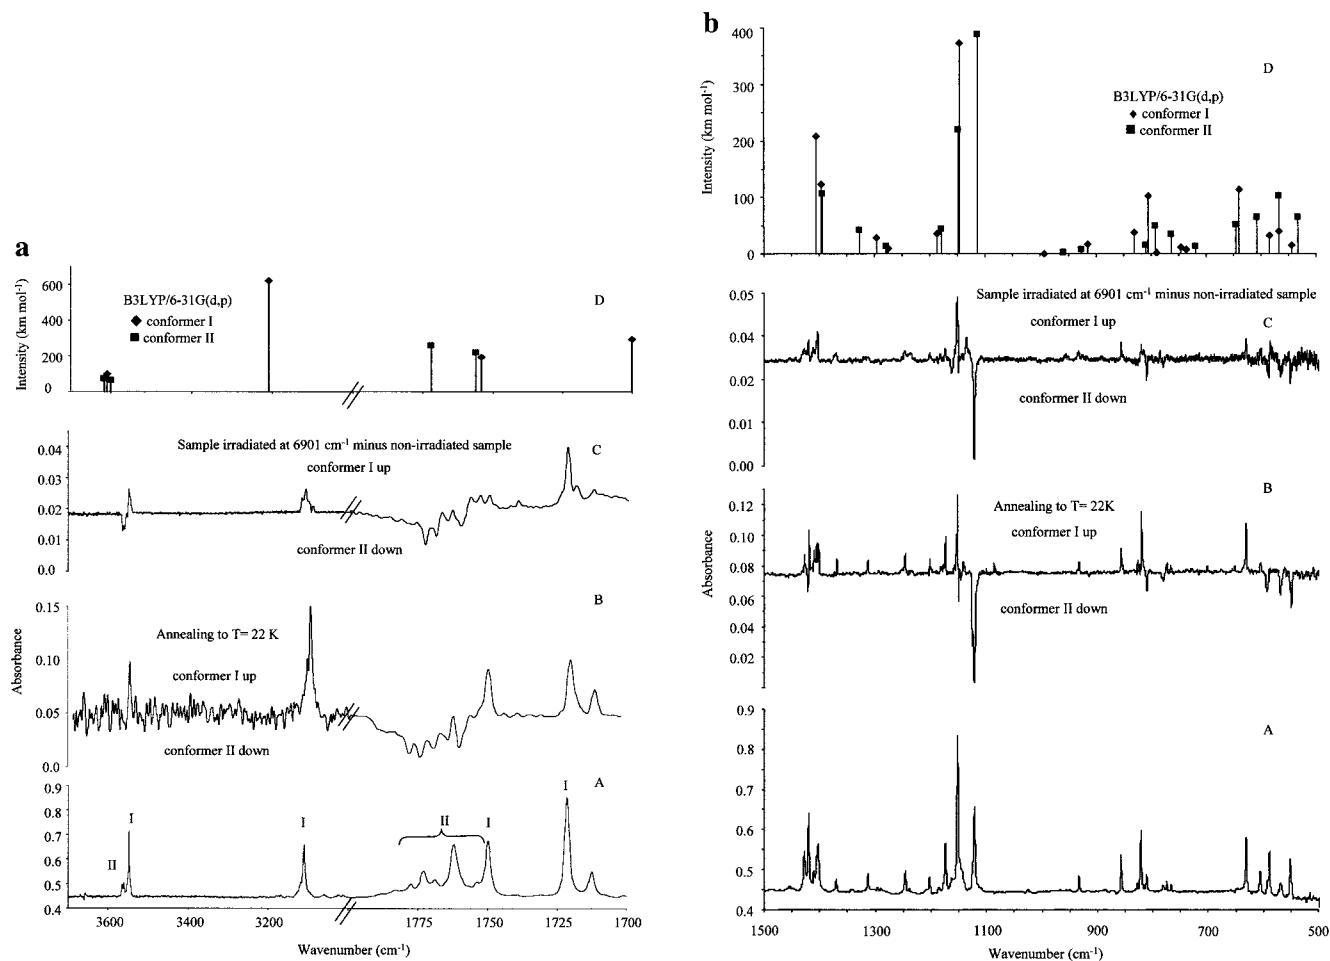 a
Intensity (km mol-1)
600
400
200
0
B3LYP/6-31G(d,p)
conformer I
conformer II
D
0.04
0.03
0.02
0.01
0.0
Sample irradiated at 6901 cm-1 minus non-irradiated sample
conformer I up
C
conformer II down
Absorbance
0.15
0.10
0.05
0.0
B
Annealing to T= 22 K
conformer I up
conformer II down
0.9
0.8
0.7
0.6
0.5
0.4
A
II
I
I
II
I
I
3600
3200
1775
1750
1725
1700
Wavenumber (cm-1)
b
Intensity (km mol-1)
400
300
200
100
0
D
B3LYP/6-31G(d,p)
conformer I
conformer II
0.05
0.04
0.02
0.01
0.00
Sample irradiated at 6901 cm-1 minus non-irradiated sample
conformer I up
C
conformer II down
Absorbance
0.12
0.10
0.08
0.06
0.04
0.02
B
Annealing to T= 22K
conformer I up
conformer II down
0.9
0.8
0.7
0.6
0.5
0.4
A
1500
1300
1100
900
700
500
Wavenumber (cm-1)